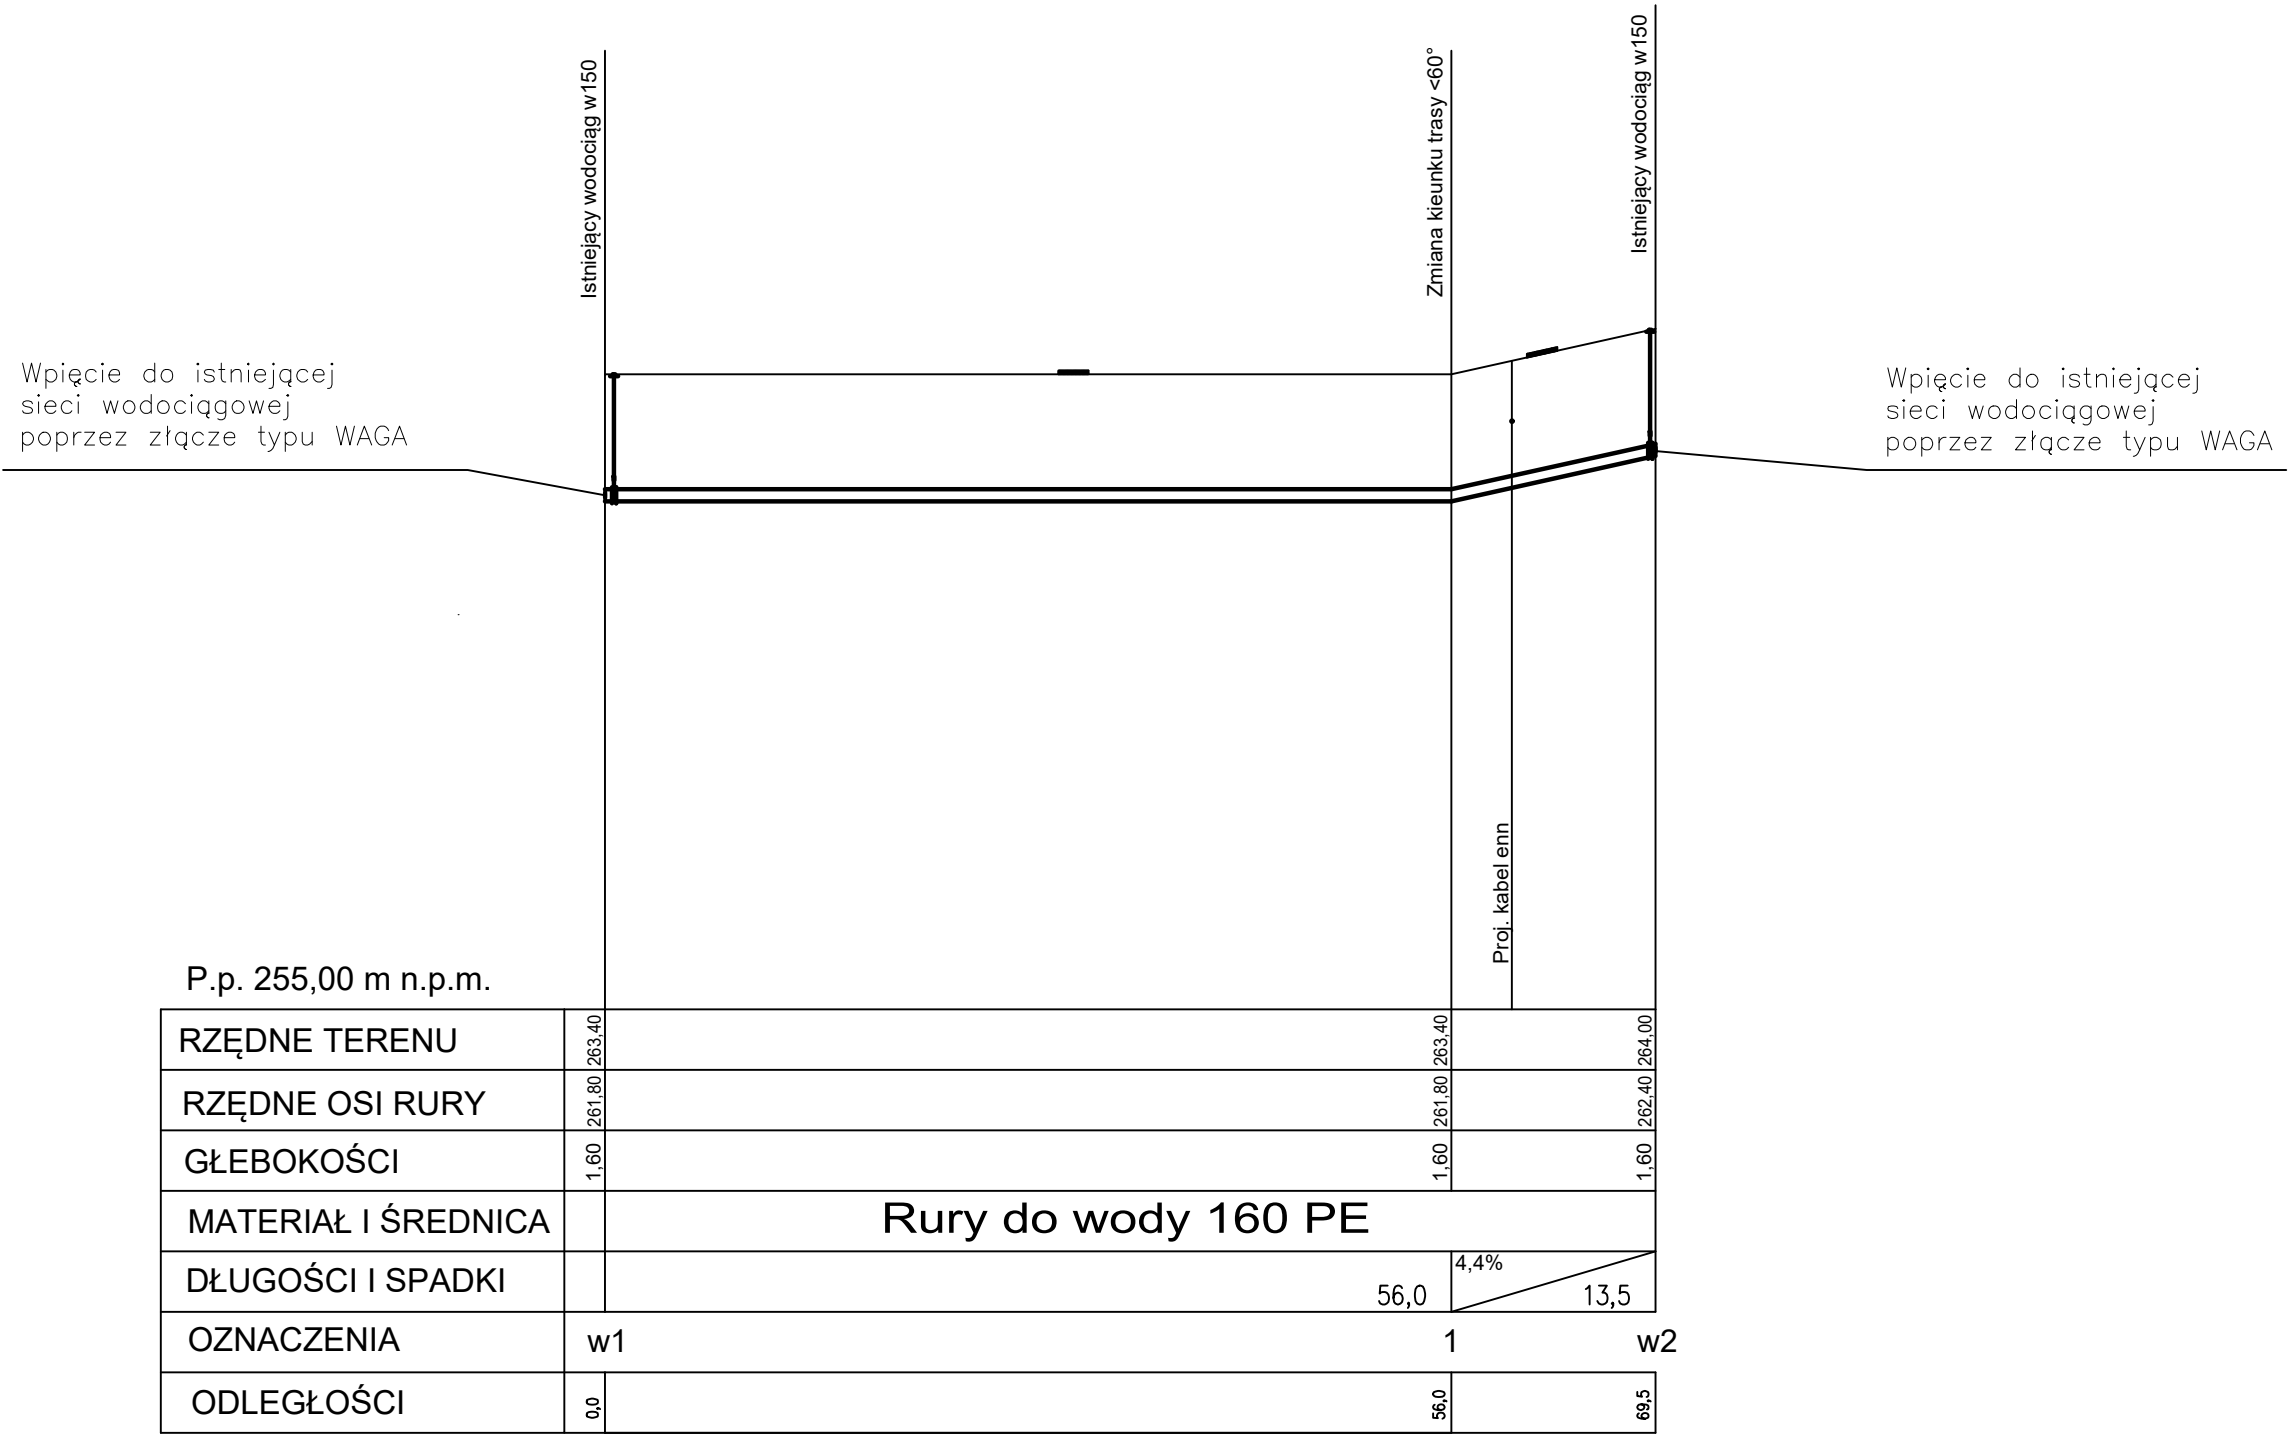 Istniejący wodociąg w150
Zmiana kieunku trasy <60°
Istniejący wodociąg w150
Wpięcie do istniejącej
sieci wodociągowej
poprzez złącze typu WAGA
Wpięcie do istniejącej
sieci wodociągowej
poprzez złącze typu WAGA
Proj. kabel enn
P.p. 255,00 m n.p.m.
RZĘDNE TERENU 263,40 263,40 264,00
RZĘDNE OSI RURY 261,80 261,80 262,40
GŁEBOKOŚCI 1,60 1,60 1,60
MATERIAŁ I ŚREDNICA Rury do wody 160 PE
DŁUGOŚCI I SPADKI 56,0 4,4% 13,5
OZNACZENIA w1 1 w2
ODLEGŁOŚCI 0,0 56,0 69,5